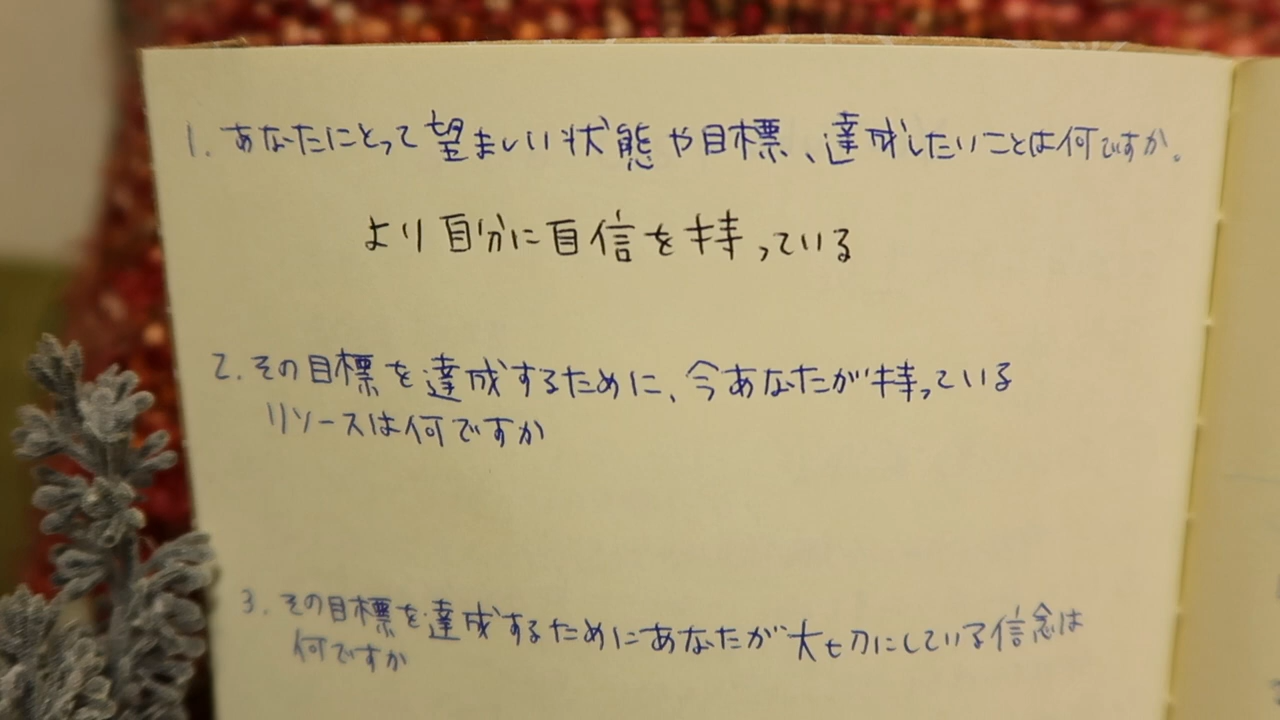 1. あなたにとって望ましい状態や目標、達成したいことは何ですか。
より自分に自信を持っている
2. その目標を達成するために、今あなたが持っている
リソースは何ですか
3. その目標を達成するためにあなたが大切にしている信念は
何ですか